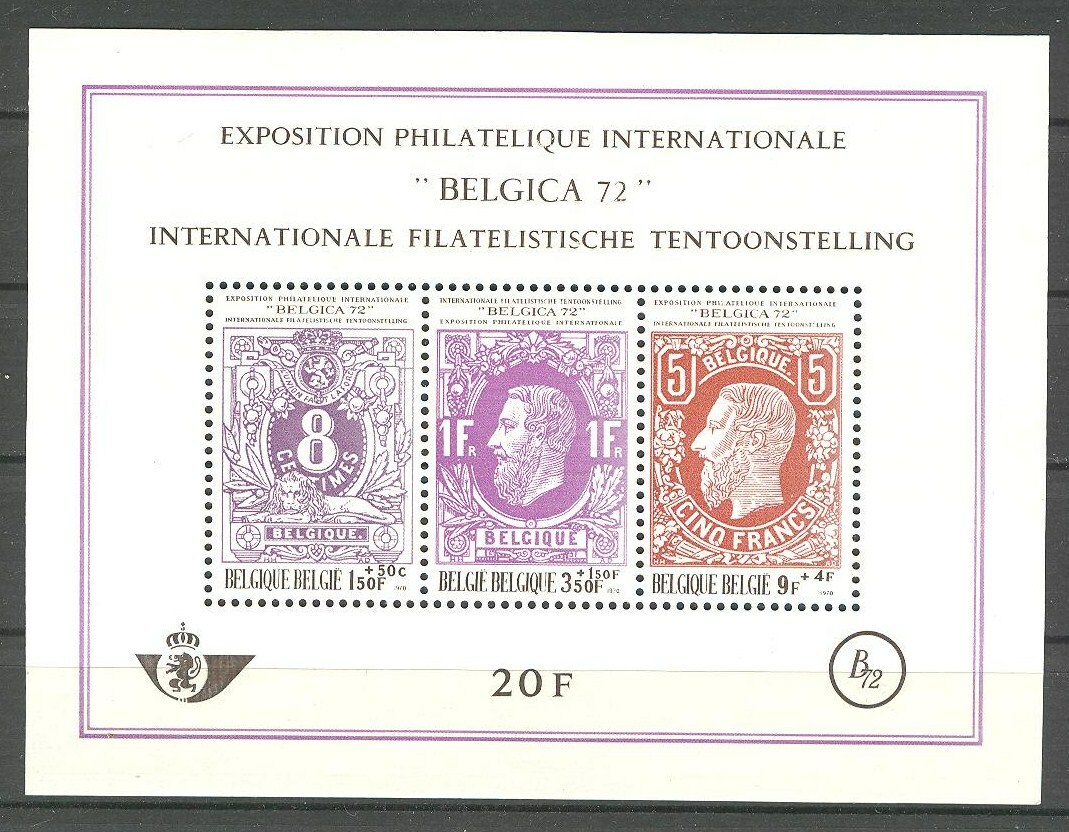 EXPOSITION PHILATELIQUE INTERNATIONALE
" BELGICA 72 "
INTERNATIONALE FILATELISTISCHE TENTOONSTELLING
EXPOSITION PHILATELIQUE INTERNATIONALE
"BELGICA 72"
INTERNATIONALE FILATELISTISCHE TENTOONSTELLING
8
CENTIMES
BELGIQUE.
BELGIQUE BELGIË 1 50F +50C
1970
INTERNATIONALE FILATELISTISCHE TENTOONSTELLING
"BELGICA 72"
EXPOSITION PHILATELIQUE INTERNATIONALE
1FR 1FR
BELGIQUE
BELGIË BELGIQUE 3 50F +1 50F
1970
EXPOSITION PHILATELIQUE INTERNATIONALE
"BELGICA 72"
INTERNATIONALE FILATELISTISCHE TENTOONSTELLING
5 BELGIQUE. 5
CINQ FRANCS
BELGIQUE BELGIË 9F +4F
1970
20 F
B72